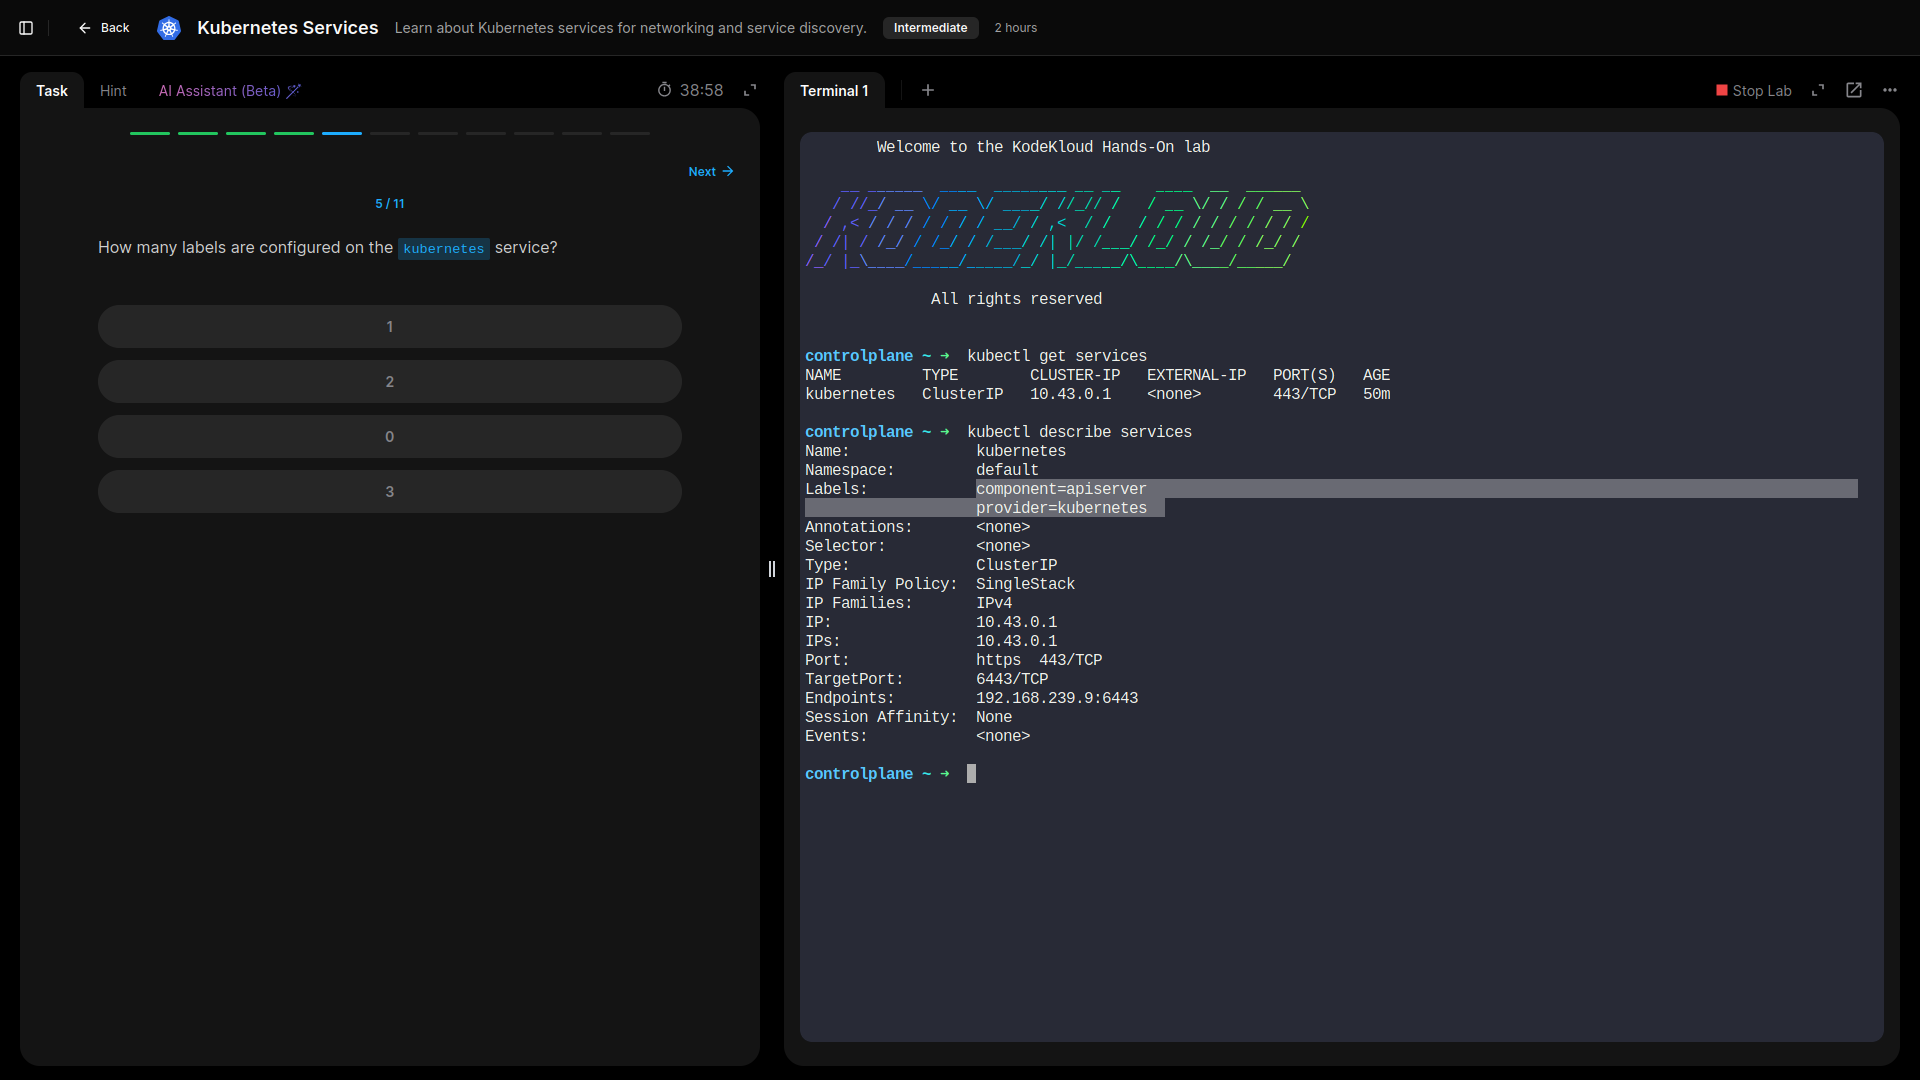 Back
Kubernetes Services
Learn about Kubernetes services for networking and service discovery.
Intermediate
2 hours
Task
Hint
AI Assistant (Beta)
38:58
Next
5 / 11
How many labels are configured on the kubernetes service?
1
2
0
3
Terminal 1
Stop Lab
Welcome to the KodeKloud Hands-On lab
KODEKLOUD
All rights reserved
controlplane ~ ➜  kubectl get services
NAME         TYPE        CLUSTER-IP   EXTERNAL-IP   PORT(S)   AGE
kubernetes   ClusterIP   10.43.0.1    <none>        443/TCP   50m
controlplane ~ ➜  kubectl describe services
Name:              kubernetes
Namespace:         default
Labels:            component=apiserver
                   provider=kubernetes
Annotations:       <none>
Selector:          <none>
Type:              ClusterIP
IP Family Policy:  SingleStack
IP Families:       IPv4
IP:                10.43.0.1
IPs:               10.43.0.1
Port:              https  443/TCP
TargetPort:        6443/TCP
Endpoints:         192.168.239.9:6443
Session Affinity:  None
Events:            <none>
controlplane ~ ➜